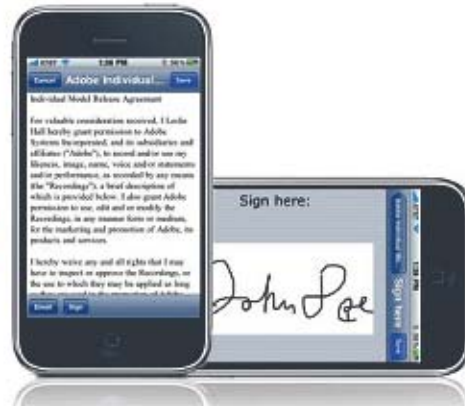 AT&T 1:38 PM
Cancel Adobe Individual... Save
Individual Model Release Agreement
For valuable consideration received, I Leslie
Hall hereby grant permission to Adobe
Systems Incorporated, and its subsidiaries and
affiliates ("Adobe"), to record and/or use my
likeness, image, name, voice and/or statements
and/or performance, as recorded by any means
(the "Recordings"), a brief description of
which is provided below. I also grant Adobe
permission to use, edit and or modify the
Recordings, in any manner form or medium,
for the marketing and promotion of Adobe, its
products and services.
I hereby waive any and all rights that I may
have to inspect or approve the Recordings, or
the use to which they may be applied as long
Email Sign
Sign here:
John Doe
Adobe Individual
Sign here
Save